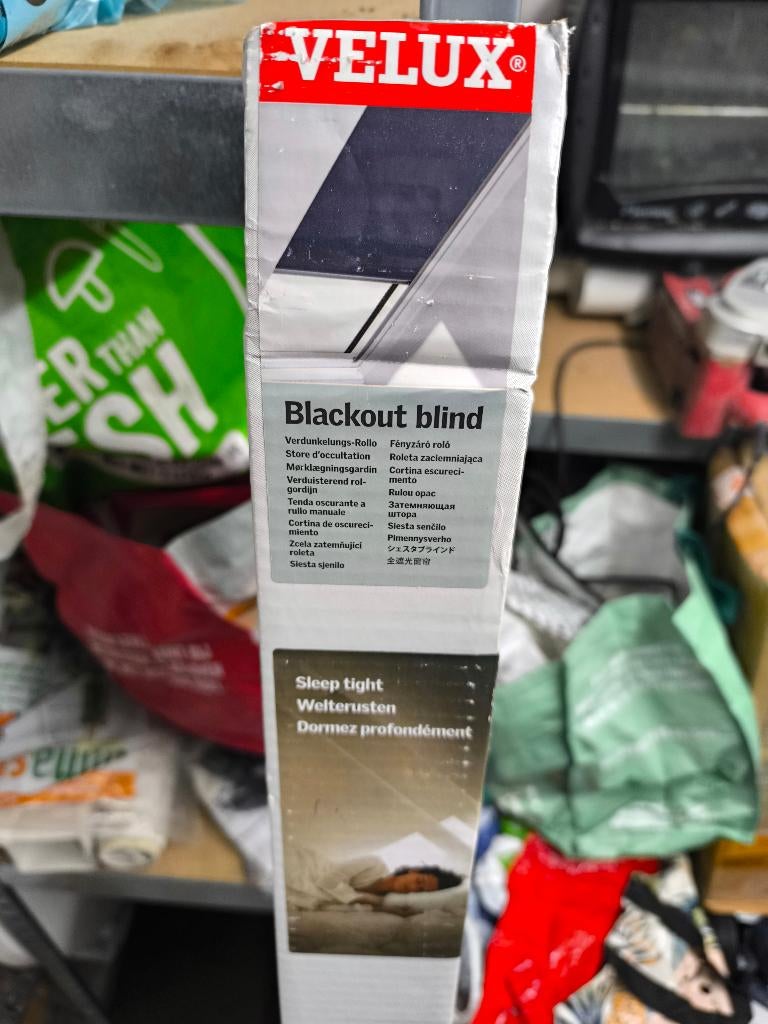 VELUX®
Blackout blind
Verdunkelungs-Rollo
Store d'occultation
Mørklægningsgardin
Verduisterend rol-
gordijn
Tenda oscurante a
rullo manuale
Cortina de oscureci-
miento
Zcela zatemňující
roleta
Siesta sjenilo
Fényzáró roló
Roleta zaciemniająca
Cortina escureci-
mento
Rulou opac
Затемняющая
штора
Siesta senčilo
Pimennysverho
シエスタブラインド
全遮光窗帘
Sleep tight
Welterusten
Dormez profondément
THAN